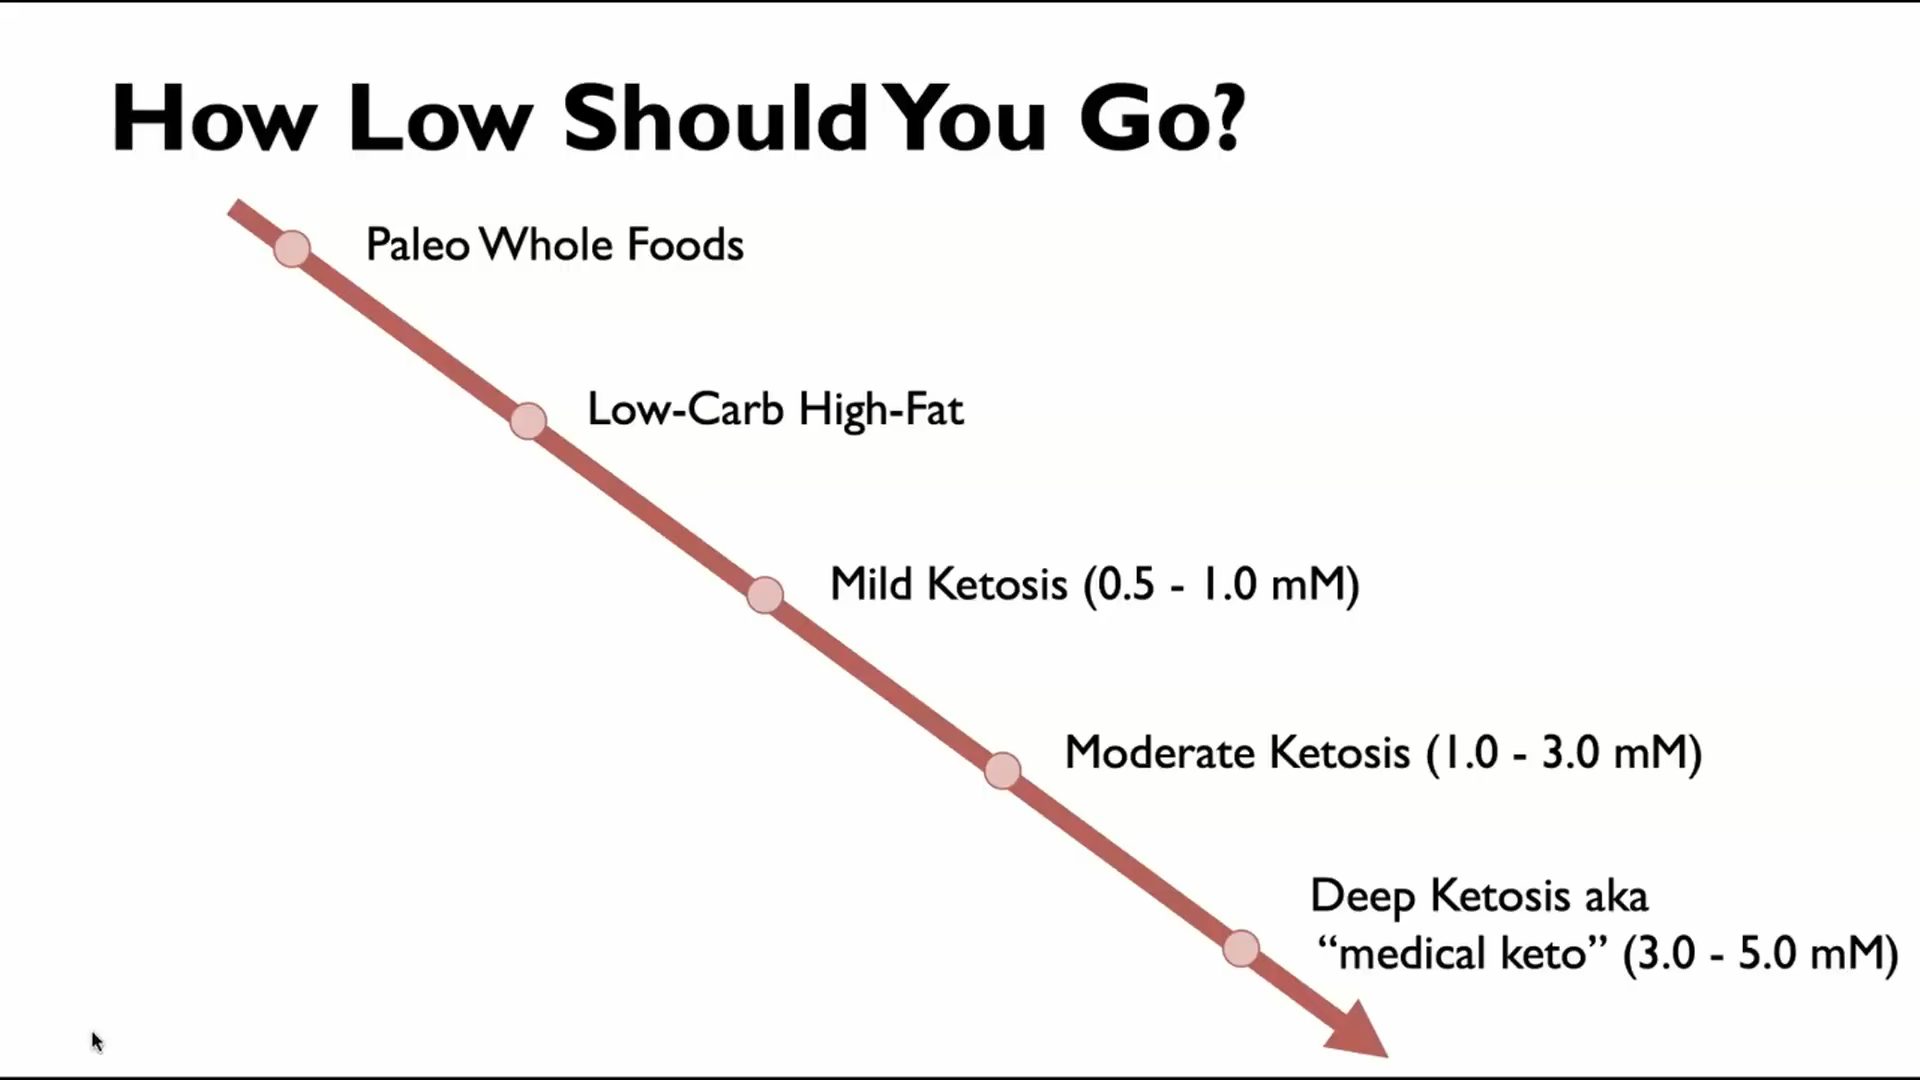 How Low Should You Go?
Paleo Whole Foods
Low-Carb High-Fat
Mild Ketosis (0.5 - 1.0 mM)
Moderate Ketosis (1.0 - 3.0 mM)
Deep Ketosis aka
“medical keto” (3.0 - 5.0 mM)